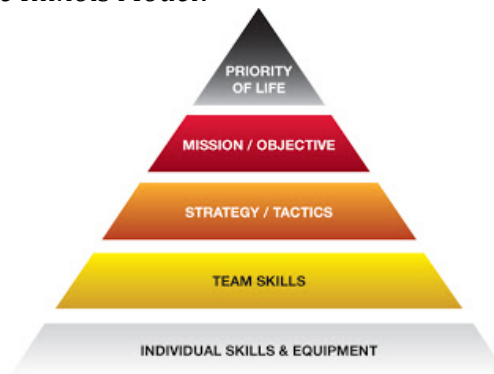 PRIORITY
OF LIFE
MISSION / OBJECTIVE
STRATEGY / TACTICS
TEAM SKILLS
INDIVIDUAL SKILLS & EQUIPMENT